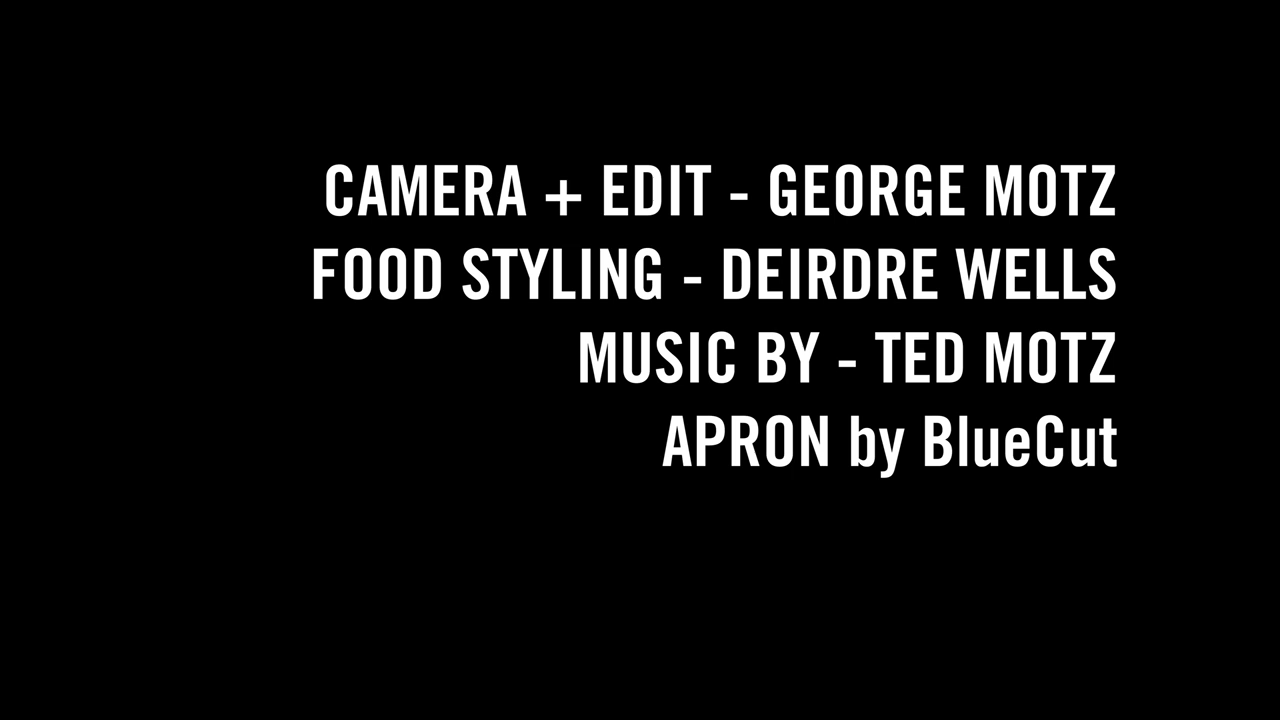 CAMERA + EDIT - GEORGE MOTZ
FOOD STYLING - DEIRDRE WELLS
MUSIC BY - TED MOTZ
APRON by BlueCut